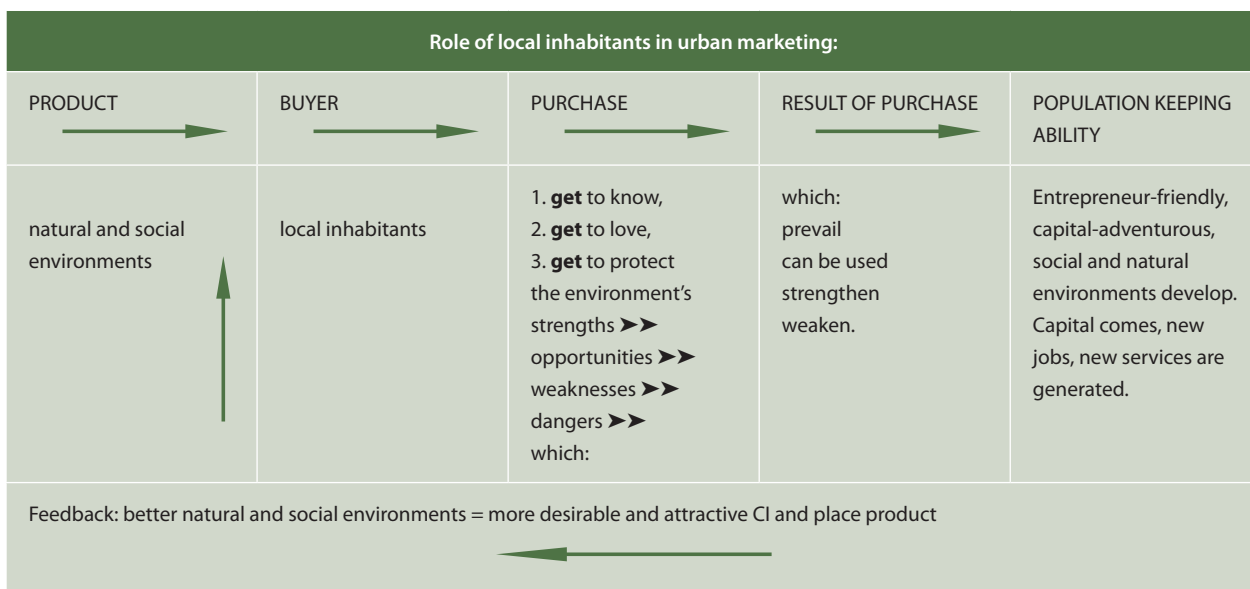 Role of local inhabitants in urban marketing:
PRODUCT
BUYER
PURCHASE
RESULT OF PURCHASE
POPULATION KEEPING
ABILITY
natural and social
environments
local inhabitants
1. get to know,
2. get to love,
3. get to protect
the environment's
strengths ➤➤
opportunities ➤➤
weaknesses ➤➤
dangers ➤➤
which:
which:
prevail
can be used
strengthen
weaken.
Entrepreneur-friendly,
capital-adventurous,
social and natural
environments develop.
Capital comes, new
jobs, new services are
generated.
Feedback: better natural and social environments = more desirable and attractive CI and place product